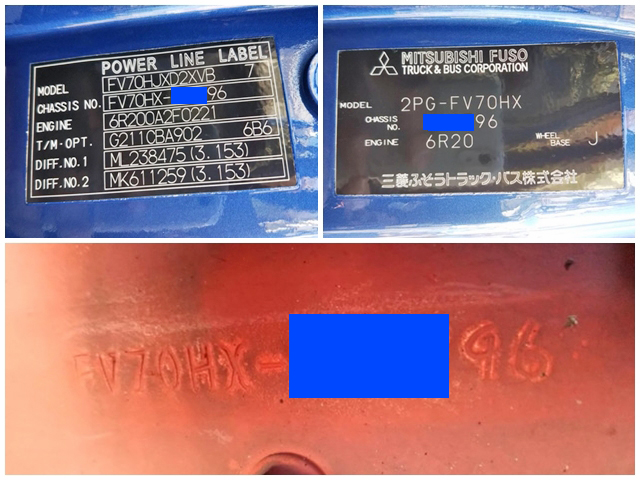 POWER LINE LABEL
MODEL FV70HJXD2XVB 7
CHASSIS NO. FV70HX- 96
ENGINE 6R200A2F0221
T/M-OPT. G211CBA902 6B6
DIFF.NO.1 ML238475(3.153)
DIFF.NO.2 MK611259(3.153)
MITSUBISHI FUSO
TRUCK & BUS CORPORATION
MODEL 2PG-FV70HX
CHASSIS
NO. 96
ENGINE 6R20 WHEEL
BASE J
三菱ふそうトラック・バス株式会社
FV70HX- 96